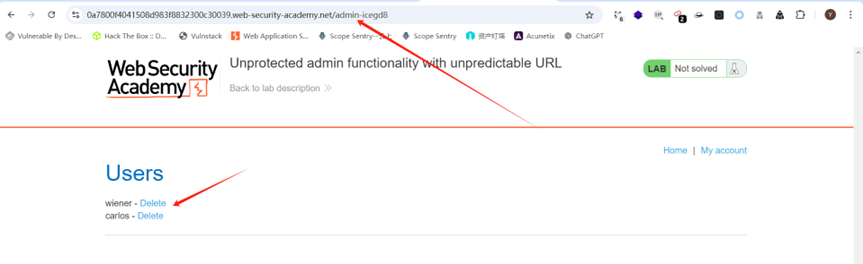 0a7800f4041508d983f8832300c30039.web-security-academy.net/admin-icegd8
6
2
Y
Vulnerable By Des...
Hack The Box :: D...
Vulnstack
Web Application S...
Scope Sentry--
Scope Sentry
资产灯塔
Acunetix
ChatGPT
WebSecurity
Academy
Unprotected admin functionality with unpredictable URL
Back to lab description
LAB Not solved
Home | My account
Users
wiener - Delete
carlos - Delete